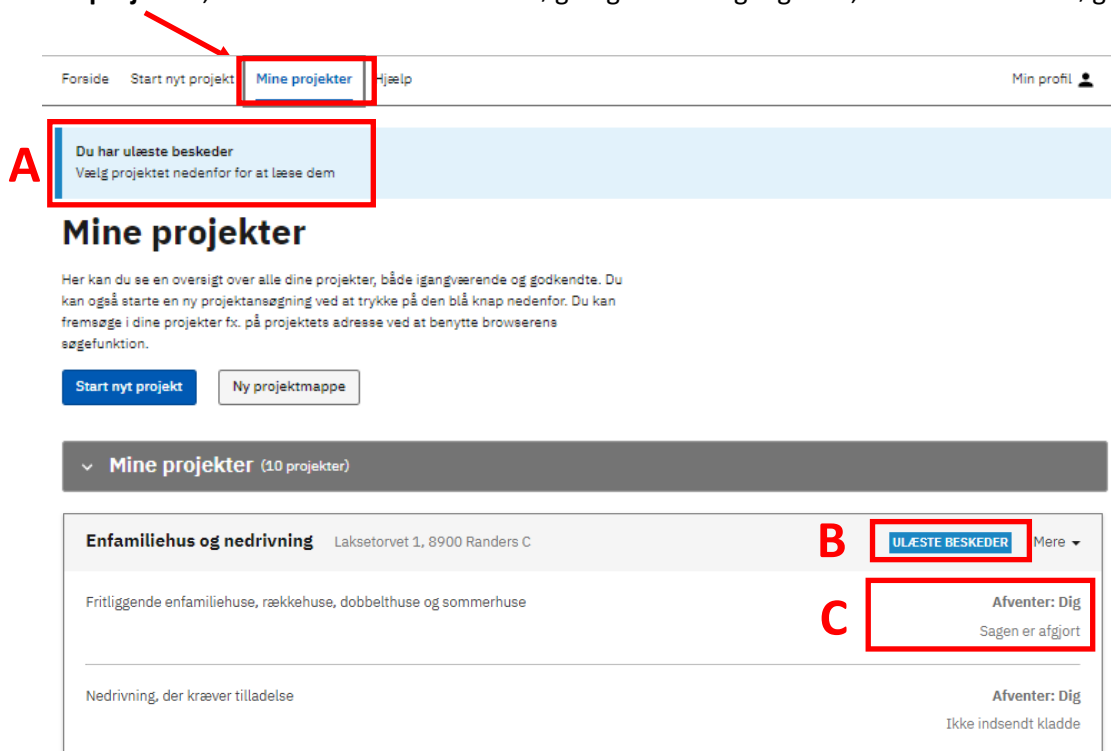 Forside Start nyt projekt Mine projekter Hjælp Min profil
A
Du har ulæste beskeder
Vælg projektet nedenfor for at læse dem
Mine projekter
Her kan du se en oversigt over alle dine projekter, både igangværende og godkendte. Du
kan også starte en ny projektansøgning ved at trykke på den blå knap nedenfor. Du kan
fremsøge i dine projekter fx. på projektets adresse ved at benytte browserens
søgefunktion.
Start nyt projekt Ny projektmappe
Mine projekter (10 projekter)
Enfamiliehus og nedrivning Laksetorvet 1, 8900 Randers C B ULÆSTE BESKEDER Mere
Fritliggende enfamiliehuse, rækkehuse, dobbelthuse og sommerhuse C Afventer: Dig
Sagen er afgjort
Nedrivning, der kræver tilladelse Afventer: Dig
Ikke indsendt kladde